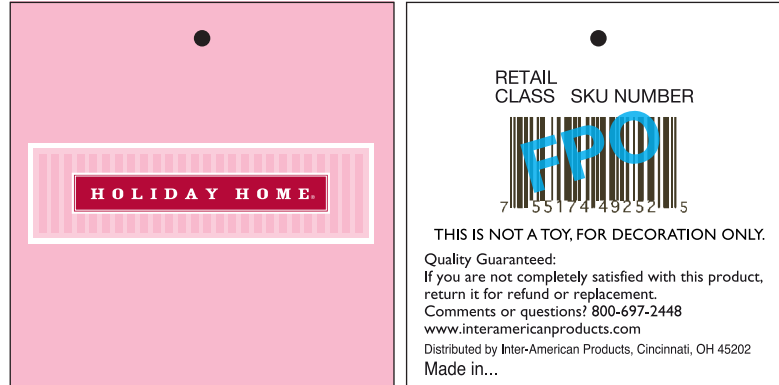 HOLIDAY HOME®
RETAIL
CLASS SKU NUMBER
FPO
7 55174 49252 5
THIS IS NOT A TOY, FOR DECORATION ONLY.
Quality Guaranteed:
If you are not completely satisfied with this product,
return it for refund or replacement.
Comments or questions? 800-697-2448
www.interamericanproducts.com
Distributed by Inter-American Products, Cincinnati, OH 45202
Made in...